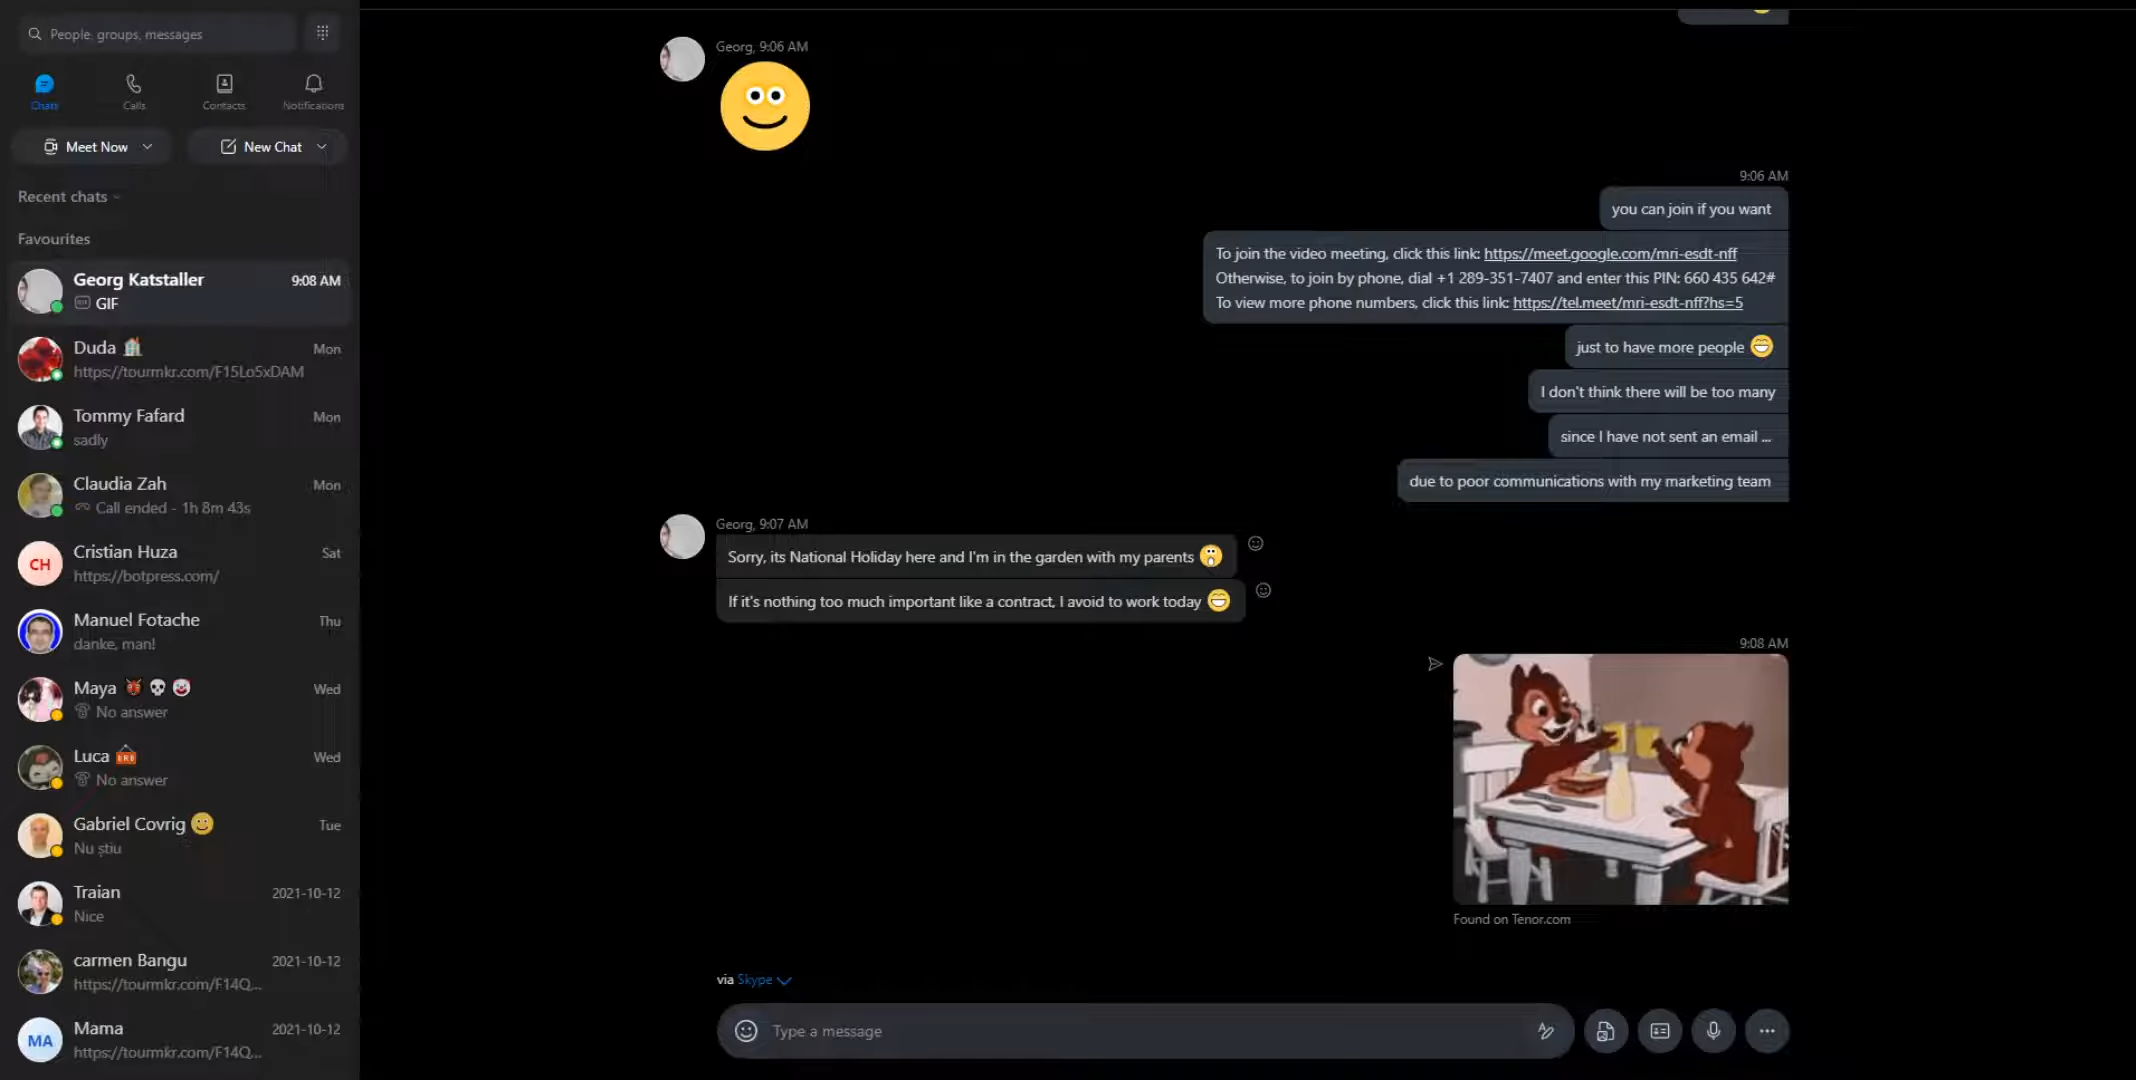 People, groups, messages
Chats
Calls
Contacts
Notifications
Meet Now
New Chat
Recent chats
Favourites
Georg Katstaller
9:08 AM
GIF
Duda
Mon
https://tourmkr.com/F15Lo5xDAM
Tommy Fafard
Mon
sadly
Claudia Zah
Mon
Call ended - 1h 8m 43s
CH
Cristian Huza
Sat
https://botpress.com/
Manuel Fotache
Thu
danke, man!
Maya
Wed
No answer
Luca
Wed
No answer
Gabriel Covrig
Tue
Nu știu
Traian
2021-10-12
Nice
carmen Bangu
2021-10-12
https://tourmkr.com/F14Q...
MA
Mama
2021-10-12
https://tourmkr.com/F14Q...
Georg, 9:06 AM
9:06 AM
you can join if you want
To join the video meeting, click this link: https://meet.google.com/mri-esdt-nff
Otherwise, to join by phone, dial +1 289-351-7407 and enter this PIN: 660 435 642#
To view more phone numbers, click this link: https://tel.meet/mri-esdt-nff?hs=5
just to have more people
I don't think there will be too many
since I have not sent an email ...
due to poor communications with my marketing team
Georg, 9:07 AM
Sorry, its National Holiday here and I'm in the garden with my parents
If it's nothing too much important like a contract, I avoid to work today
9:08 AM
Found on Tenor.com
via Skype
Type a message